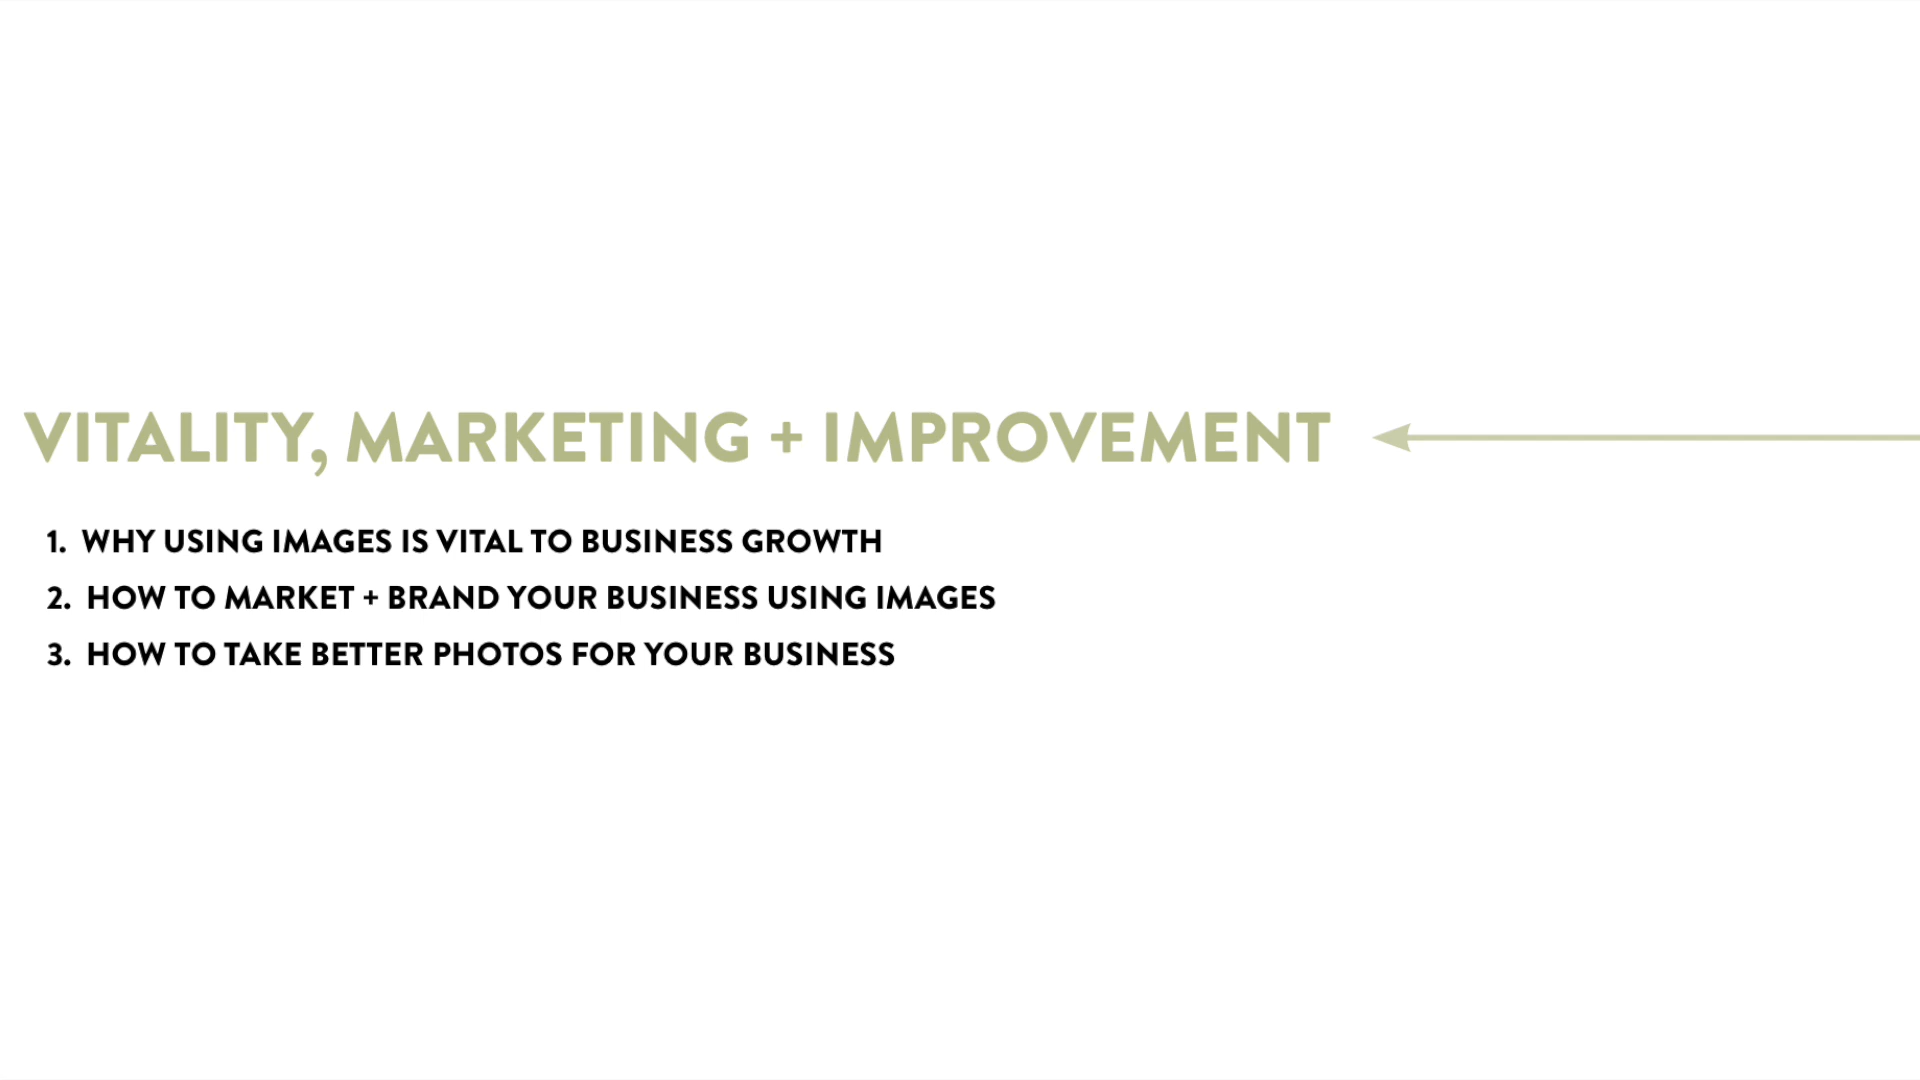 VITALITY, MARKETING + IMPROVEMENT
1. WHY USING IMAGES IS VITAL TO BUSINESS GROWTH
2. HOW TO MARKET + BRAND YOUR BUSINESS USING IMAGES
3. HOW TO TAKE BETTER PHOTOS FOR YOUR BUSINESS